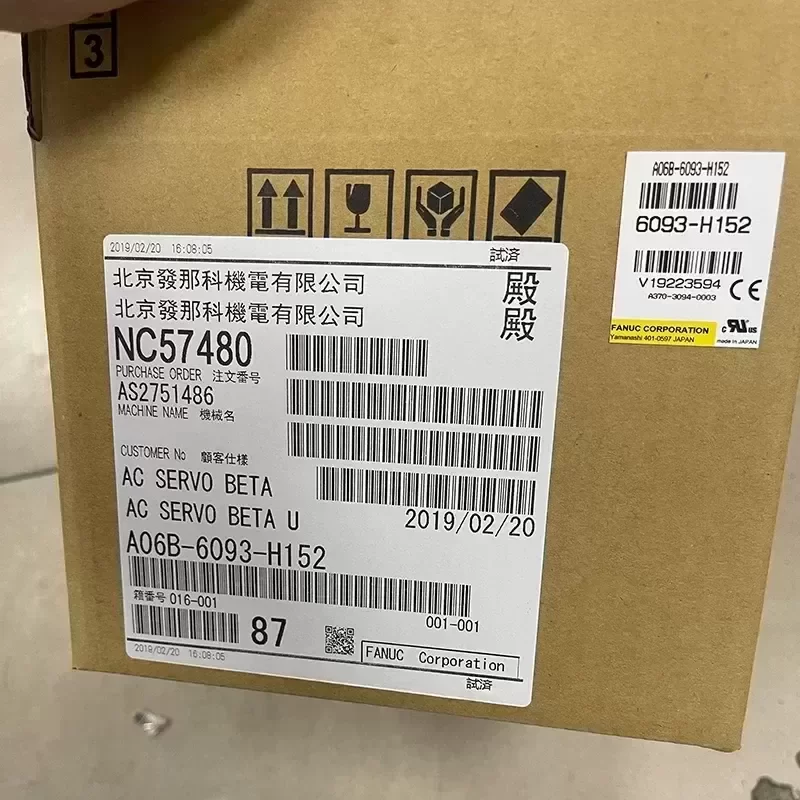 3
2019/02/20 16:08:05
試済
北京發那科機電有限公司
殿
北京發那科機電有限公司
殿
NC57480
PURCHASE ORDER 注文番号
AS2751486
MACHINE NAME 機械名
CUSTOMER No 顧客仕様
AC SERVO BETA
AC SERVO BETA U
2019/02/20
A06B-6093-H152
籍番号 016-001
001-001
87
FANUC Corporation
2019/02/20 16:08:05
試済
A06B-6093-H152
6093-H152
V19223594
A370-3094-0003
CE
c RU us
FANUC CORPORATION
Yamanashi 401-0597 JAPAN
made in JAPAN